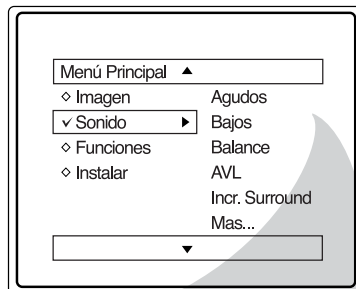 Menú Principal
Imagen Agudos
Sonido Bajos
Funciones Balance
Instalar AVL
Incr. Surround
Mas...